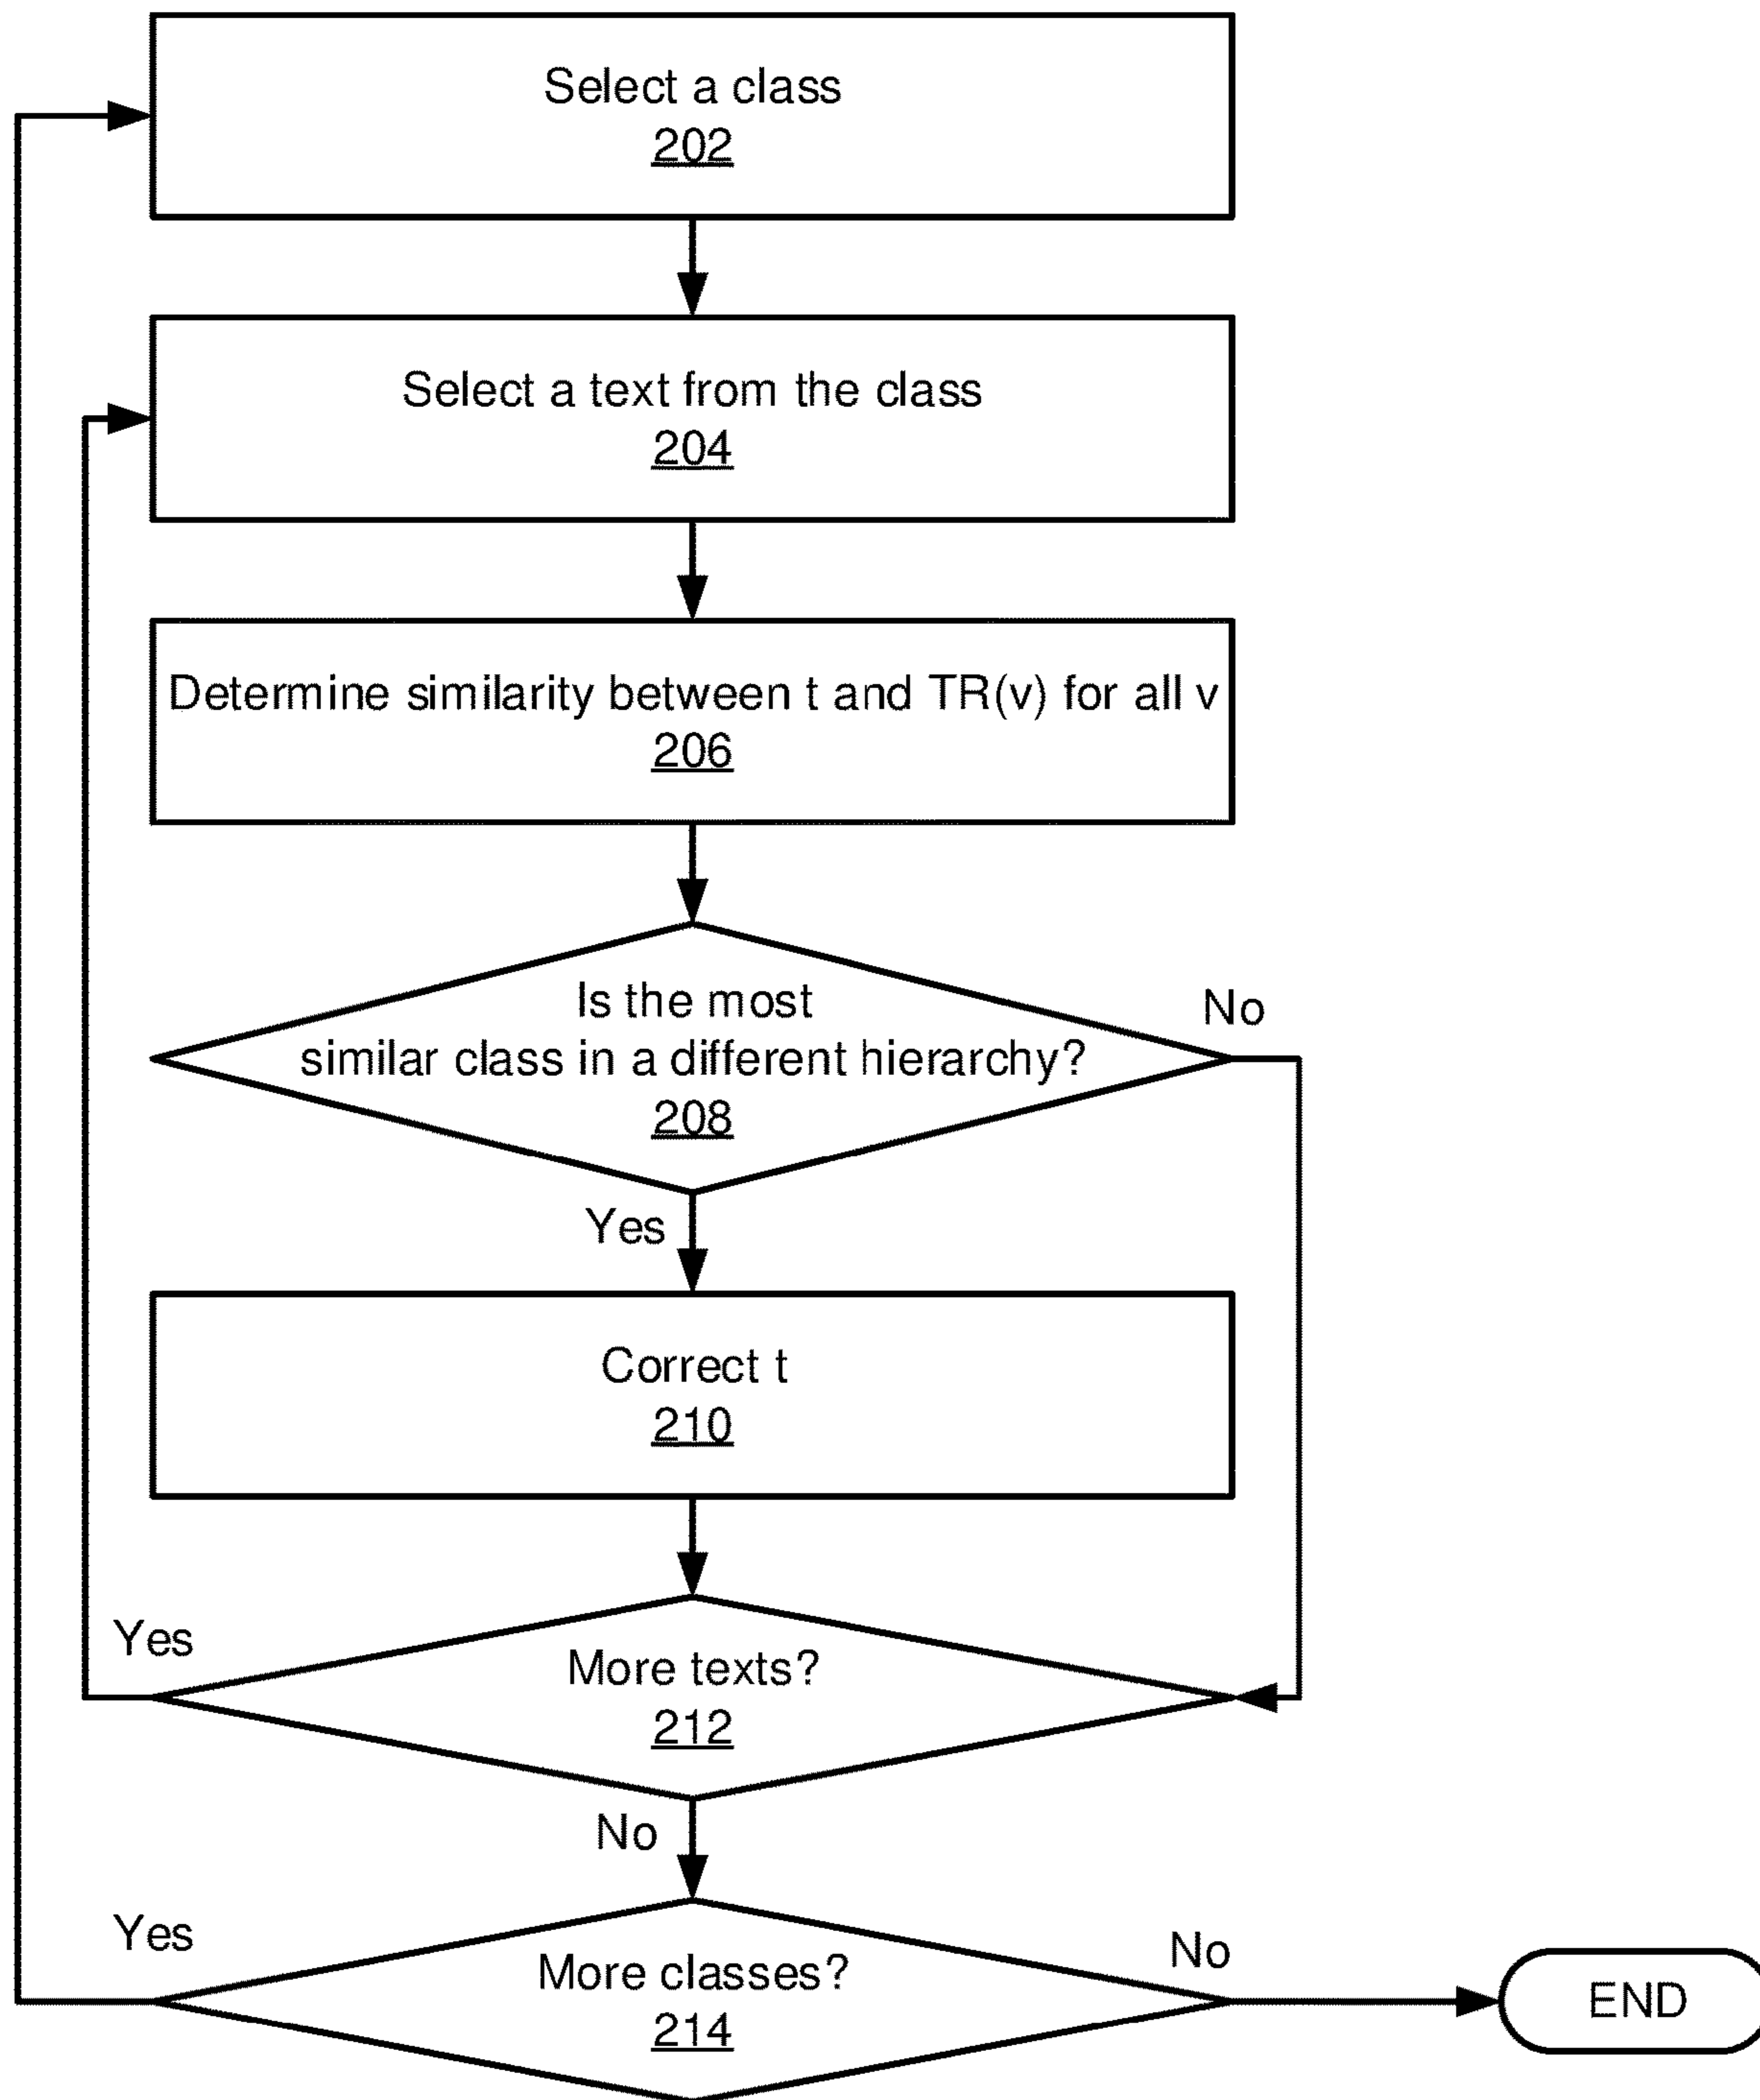 Select a class
202
Select a text from the class
204
Determine similarity between t and TR(v) for all v
206
Is the most
similar class in a different hierarchy?
208
No
Yes
Correct t
210
More texts?
212
Yes
No
More classes?
214
Yes
No
END